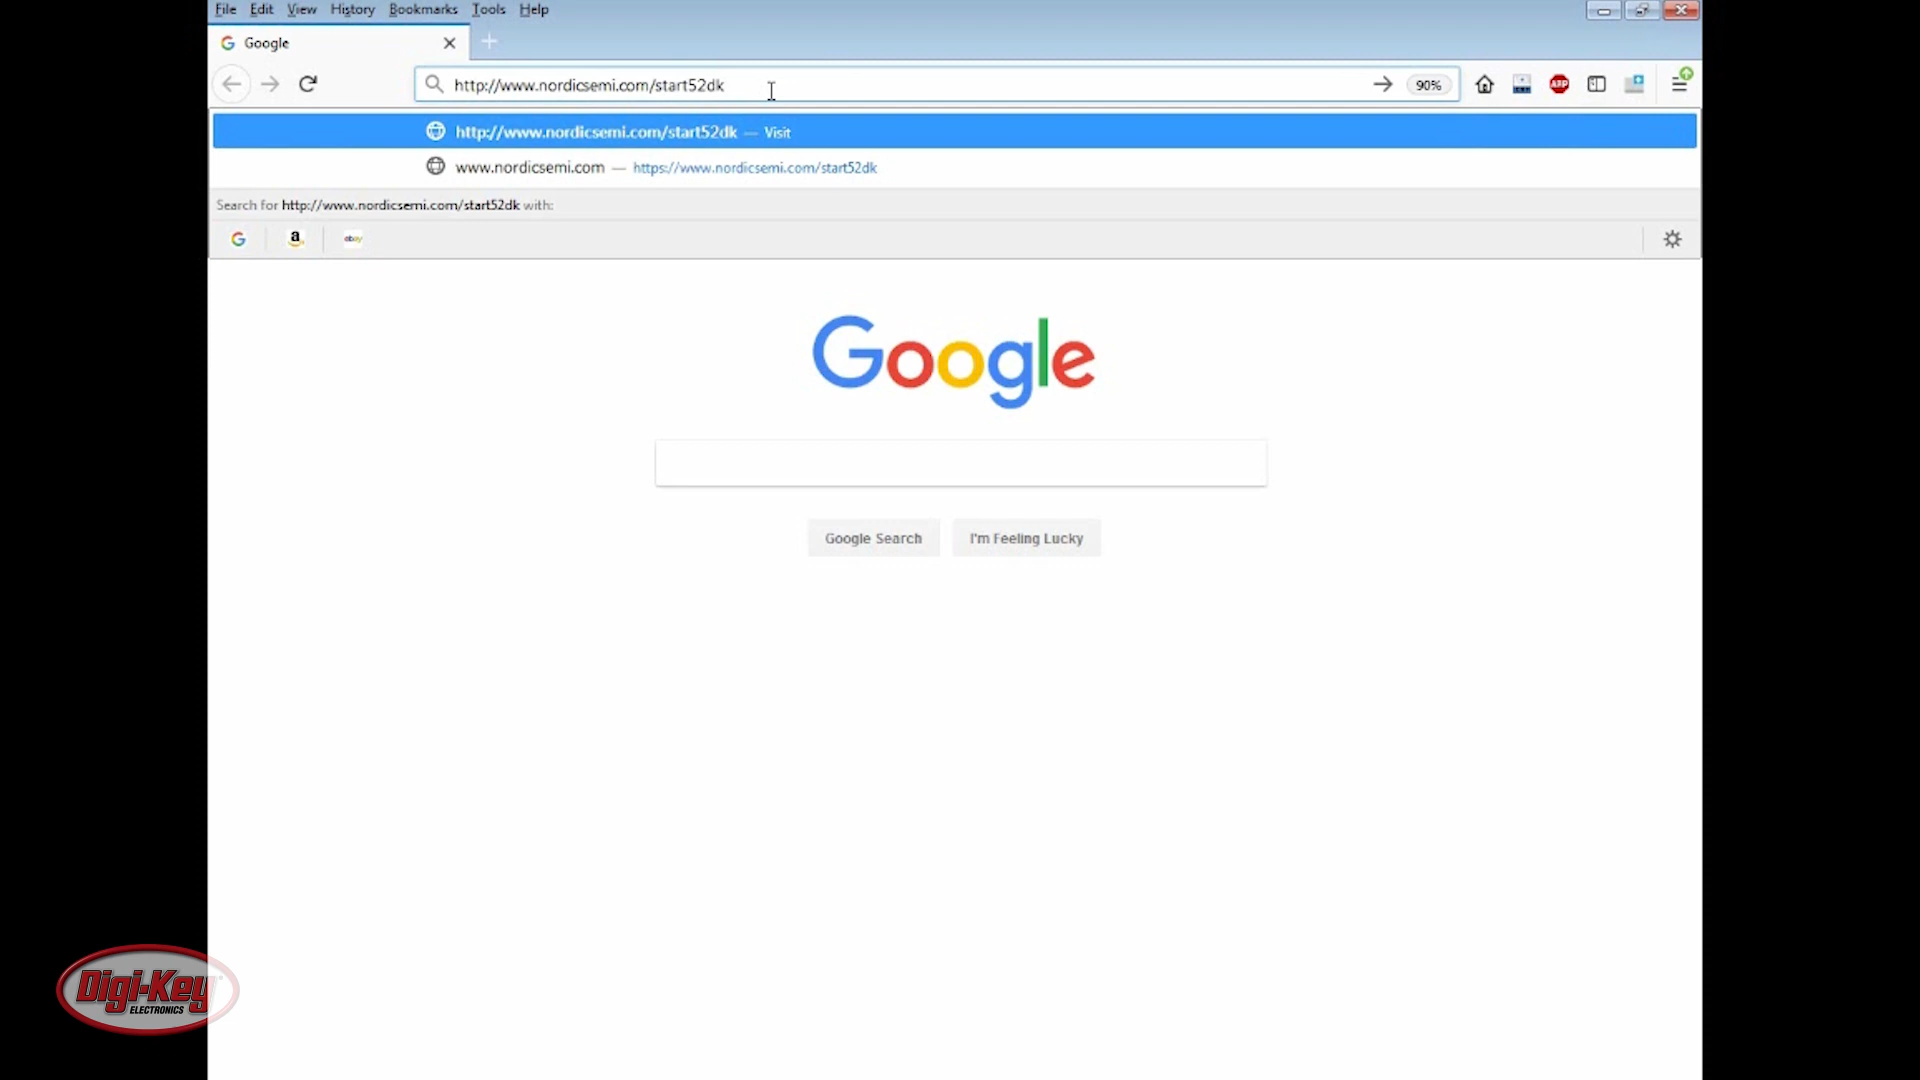 File Edit View History Bookmarks Tools Help
Google
http://www.nordicsemi.com/start52dk
90%
ABP
http://www.nordicsemi.com/start52dk — Visit
www.nordicsemi.com — https://www.nordicsemi.com/start52dk
Search for http://www.nordicsemi.com/start52dk with:
a ebay
Google
Google Search I'm Feeling Lucky
Digi-Key
ELECTRONICS